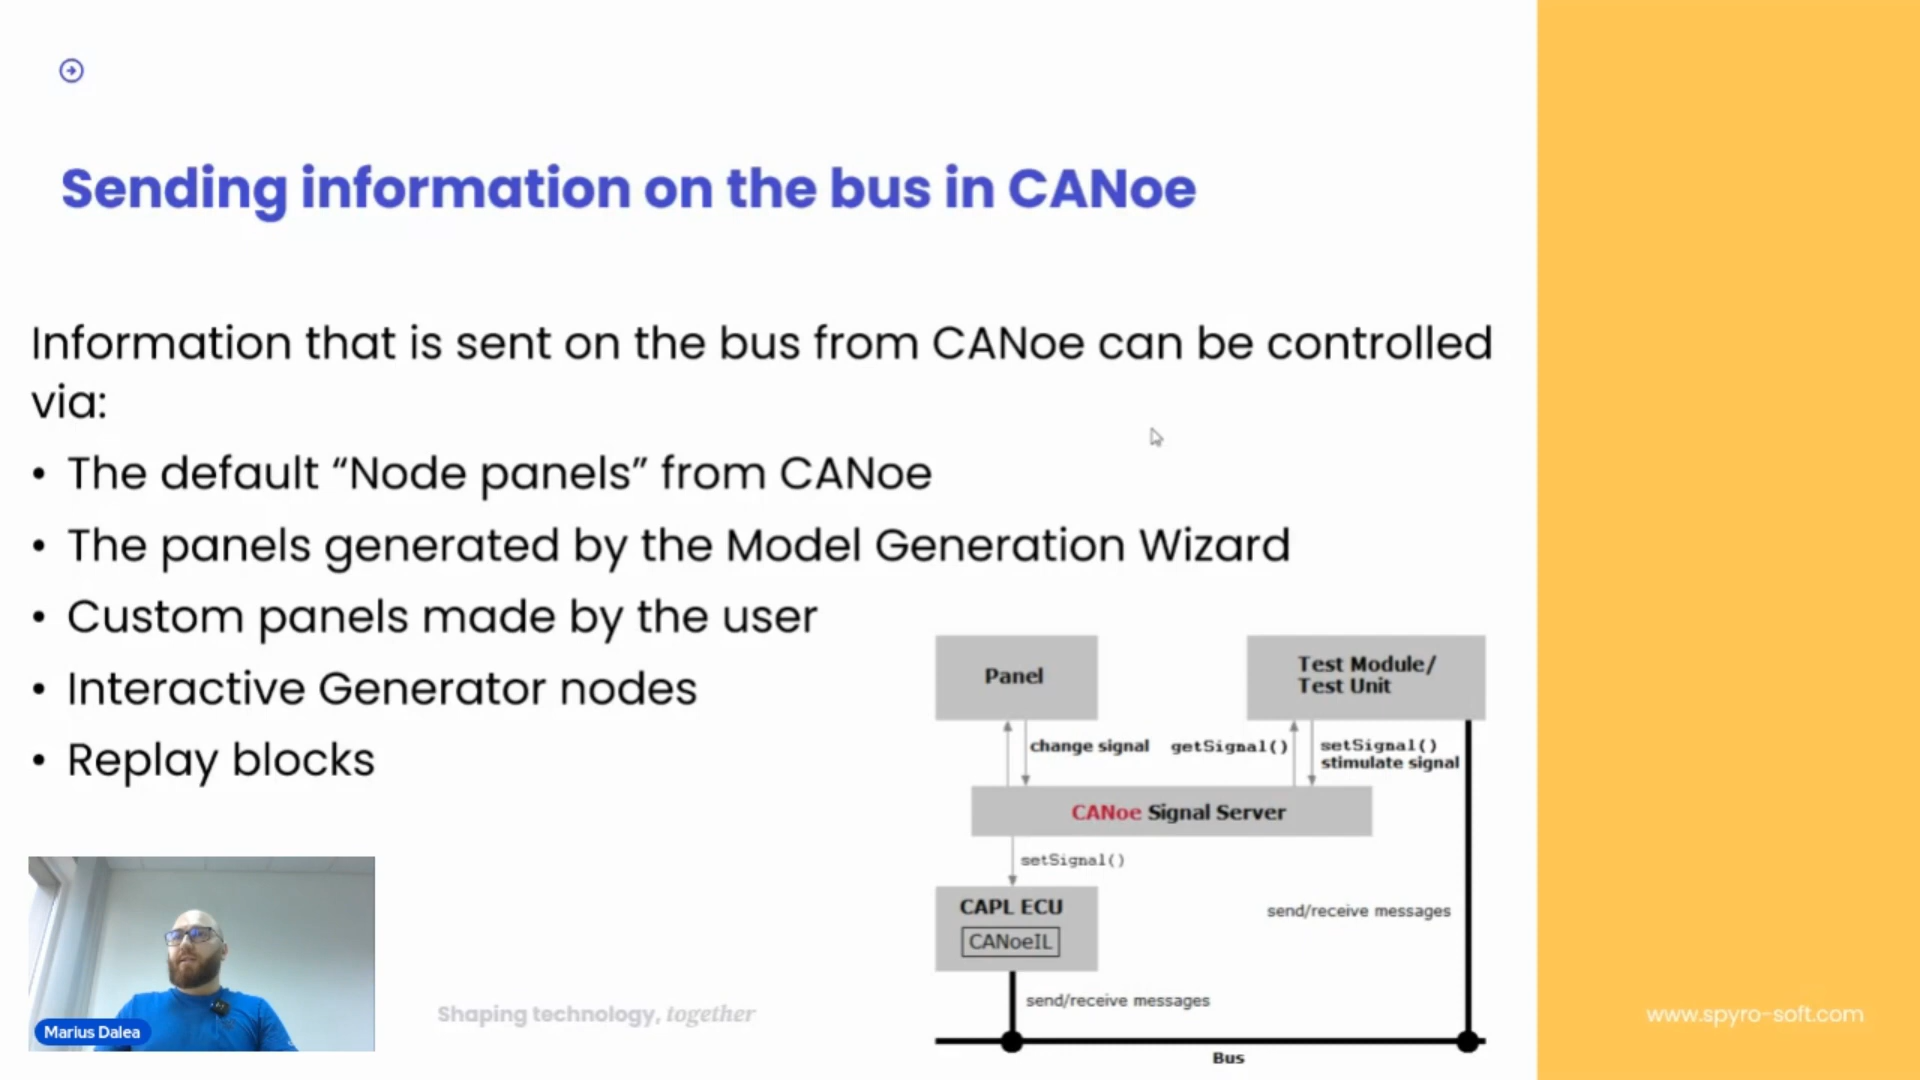 Sending information on the bus in CANoe
Information that is sent on the bus from CANoe can be controlled
via:
• The default “Node panels” from CANoe
• The panels generated by the Model Generation Wizard
• Custom panels made by the user
• Interactive Generator nodes
• Replay blocks
Panel
Test Module/
Test Unit
change signal
getSignal()
setSignal()
stimulate signal
CANoe Signal Server
setSignal()
CAPL ECU
CANoeIL
send/receive messages
send/receive messages
Bus
Marius Dalea
Shaping technology, together
www.spyro-soft.com